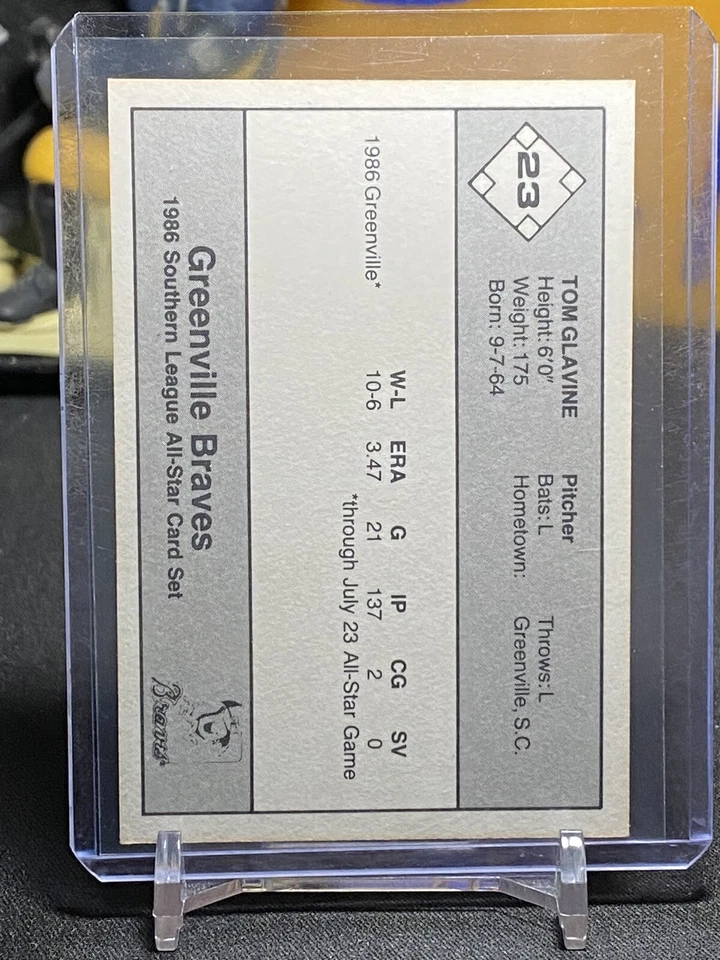 23
TOM GLAVINE Pitcher
Height: 6'0" Bats: L Throws: L
Weight: 175 Hometown: Greenville, S.C.
Born: 9-7-64
W-L ERA G IP CG SV
1986 Greenville* 10-6 3.47 21 137 2 0
*through July 23 All-Star Game
Greenville Braves
1986 Southern League All-Star Card Set
Braves